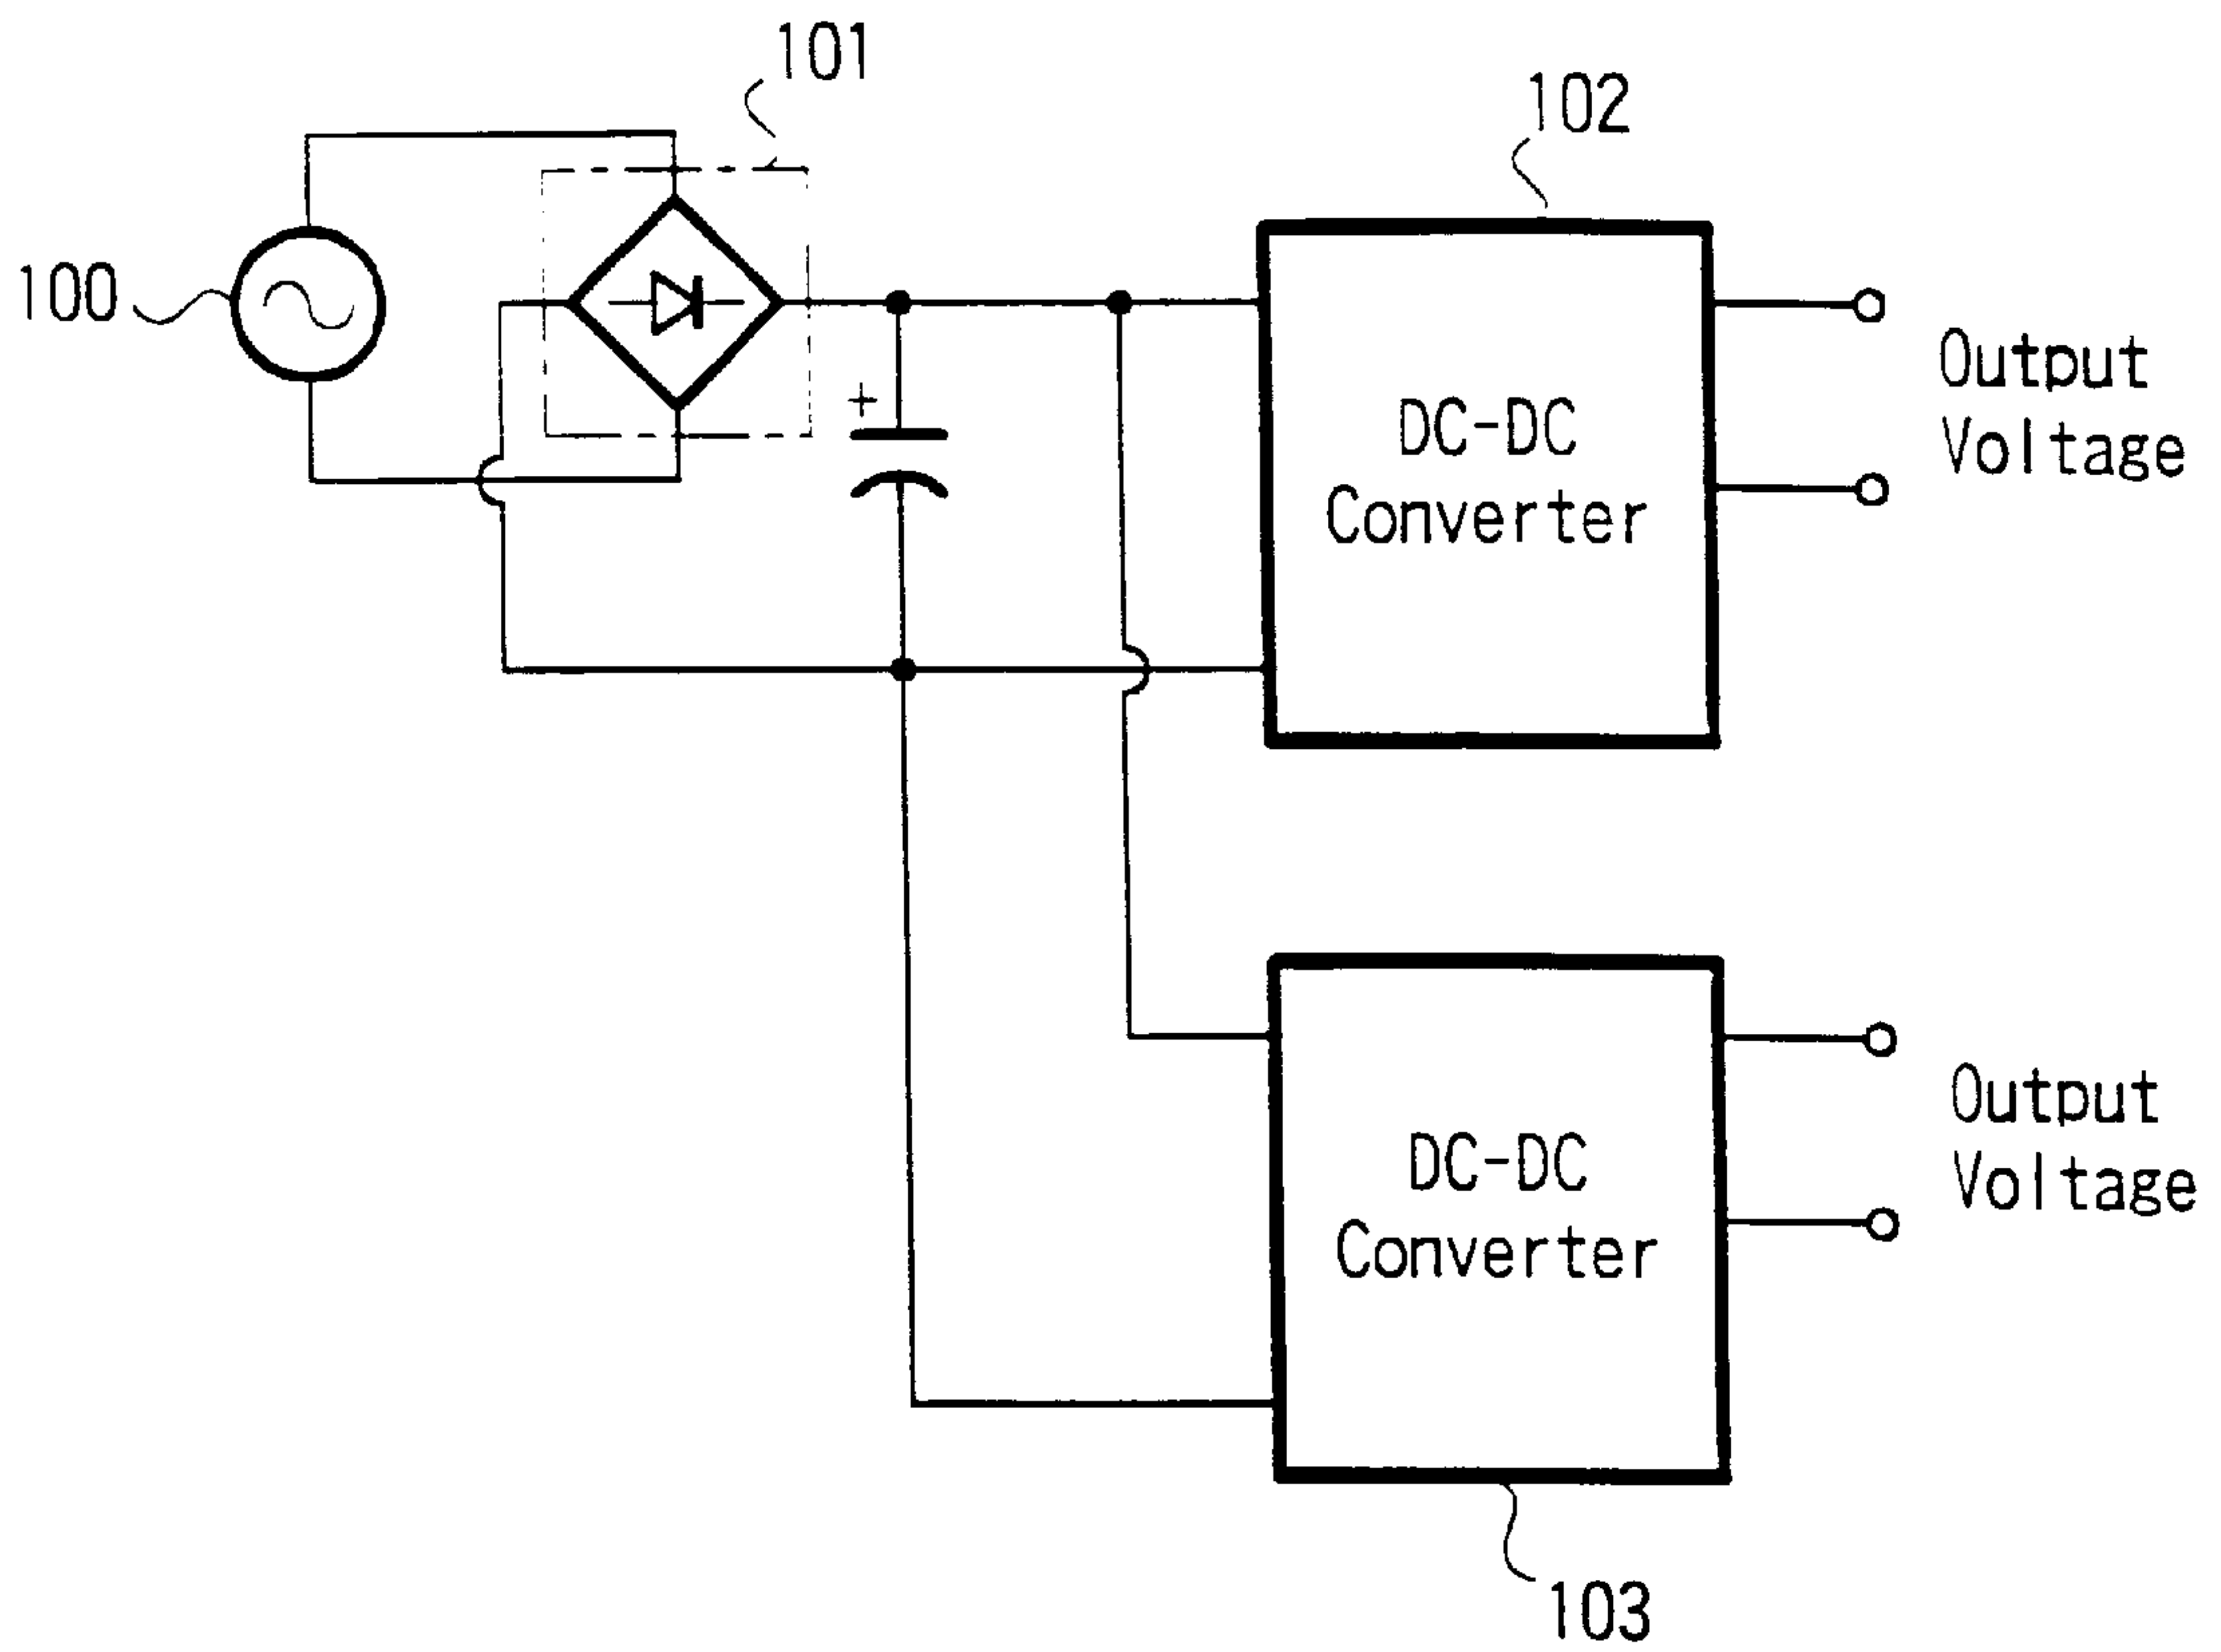 101
102
100
+
DC-DC
Converter
Output
Voltage
DC-DC
Converter
Output
Voltage
103